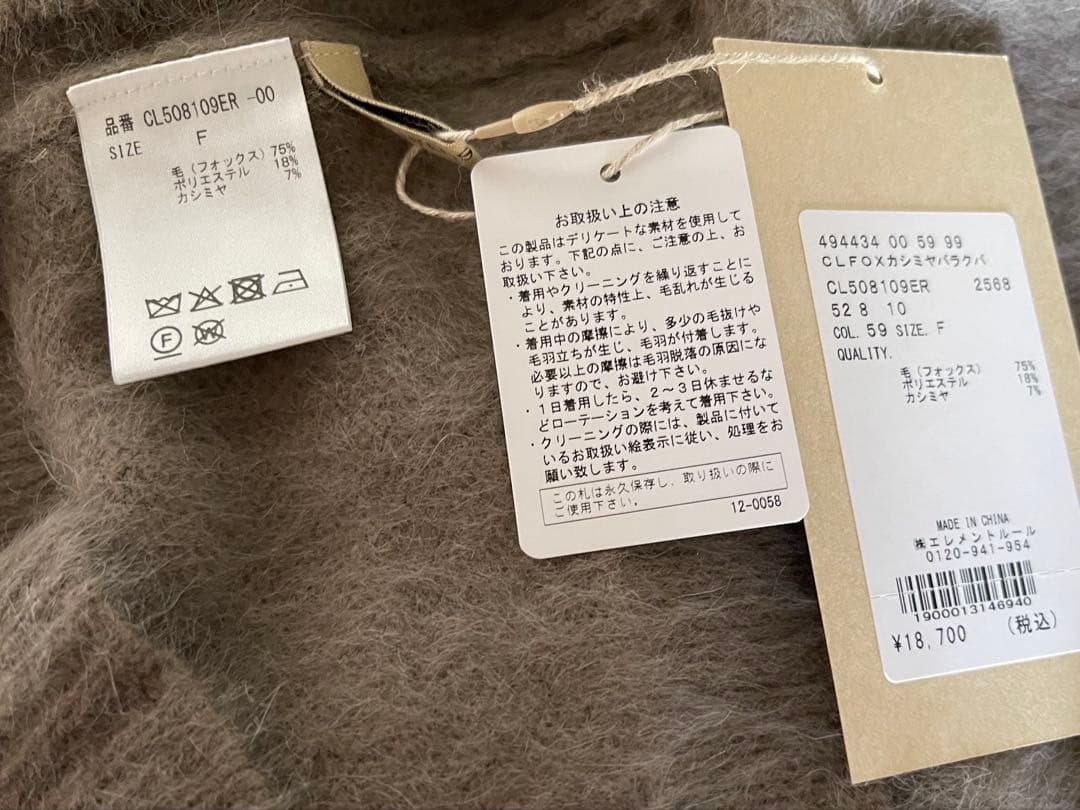 品番 CL508109ER -00
SIZE F
毛(フォックス) 75%
ポリエステル 18%
カシミヤ 7%
お取扱い上の注意
この製品はデリケートな素材を使用して
おります。下記の点に、ご注意の上、お
取扱い下さい。
・着用やクリーニングを繰り返すことに
より、素材の特性上、毛乱れが生じる
ことがあります。
・着用中の摩擦により、多少の毛抜けや
毛羽立ちが生じ、毛羽が付着します。
必要以上の摩擦は毛羽脱落の原因にな
りますので、お避け下さい。
・1日着用したら、2〜3日休ませるな
どローテーションを考えて着用下さい。
・クリーニングの際には、製品に付いて
いるお取扱い絵表示に従い、処理をお
願い致します。
この札は永久保存し、取り扱いの際に
ご使用下さい。
12-0058
494434 00 59 99
CLFOXカシミヤバラクバ
CL508109ER 2568
52 8 10
COL. 59 SIZE. F
QUALITY.
毛(フォックス) 75%
ポリエステル 18%
カシミヤ 7%
MADE IN CHINA
㈱エレメントルール
0120-941-954
1900013146940
¥18,700 (税込)